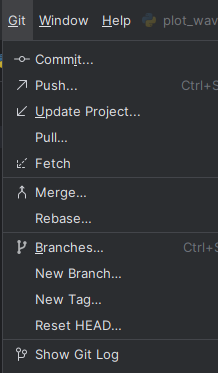 Git Window Help plot_wav
Commit...
Push... Ctrl+S
Update Project...
Pull...
Fetch
Merge...
Rebase...
Branches... Ctrl+S
New Branch...
New Tag...
Reset HEAD...
Show Git Log